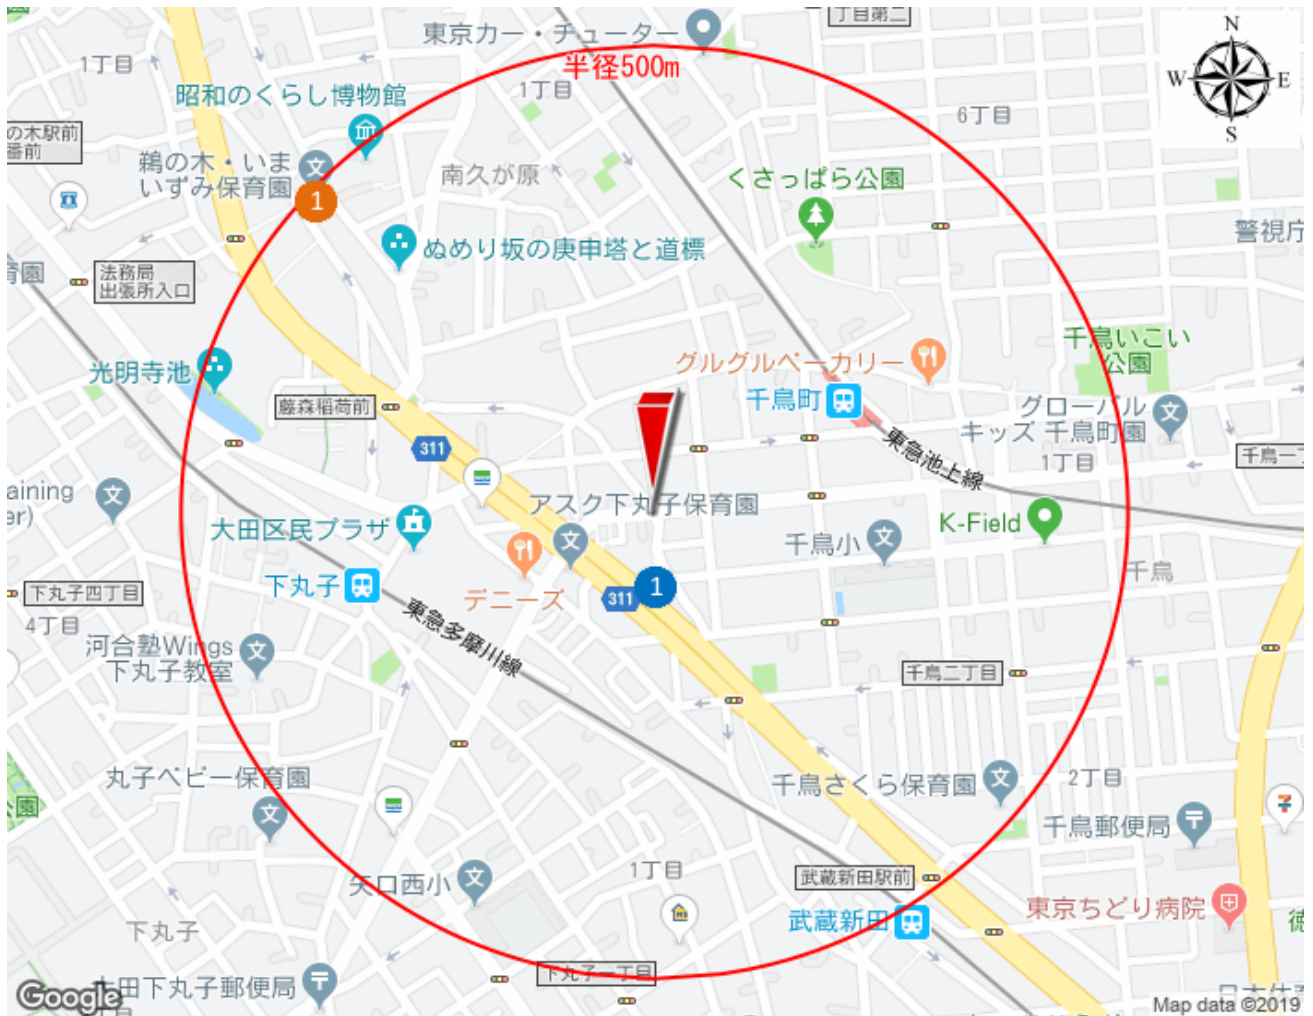 丁目第二
東京カー・チューター
N
W
E
S
半径500m
1丁目
1丁目
昭和のくらし博物館
6丁目
の木駅前
番前
鵜の木・いま
いずみ保育園
南久が原
くさっぱら公園
1
ぬめり坂の庚申塔と道標
警視庁
育園
法務局
出張所入口
千鳥いこい
公園
グルグルベーカリー
光明寺池
藤森稲荷前
千鳥町
グローバル
キッズ 千鳥町園
東急池上線
311
1丁目
千鳥一丁
aining
er)
アスク下丸子保育園
大田区民プラザ
K-Field
千鳥小
千鳥
下丸子
デニーズ
311
1
下丸子四丁目
4丁目
東急多摩川線
河合塾Wings
下丸子教室
千鳥二丁目
丸子ベビー保育園
千鳥さくら保育園
2丁目
公園
千鳥郵便局
矢口西小
1丁目
武蔵新田駅前
武蔵新田
東京ちどり病院
徳
下丸子
下丸子一丁目
大田下丸子郵便局
日本体育
Google
2丁目
Map data ©2019